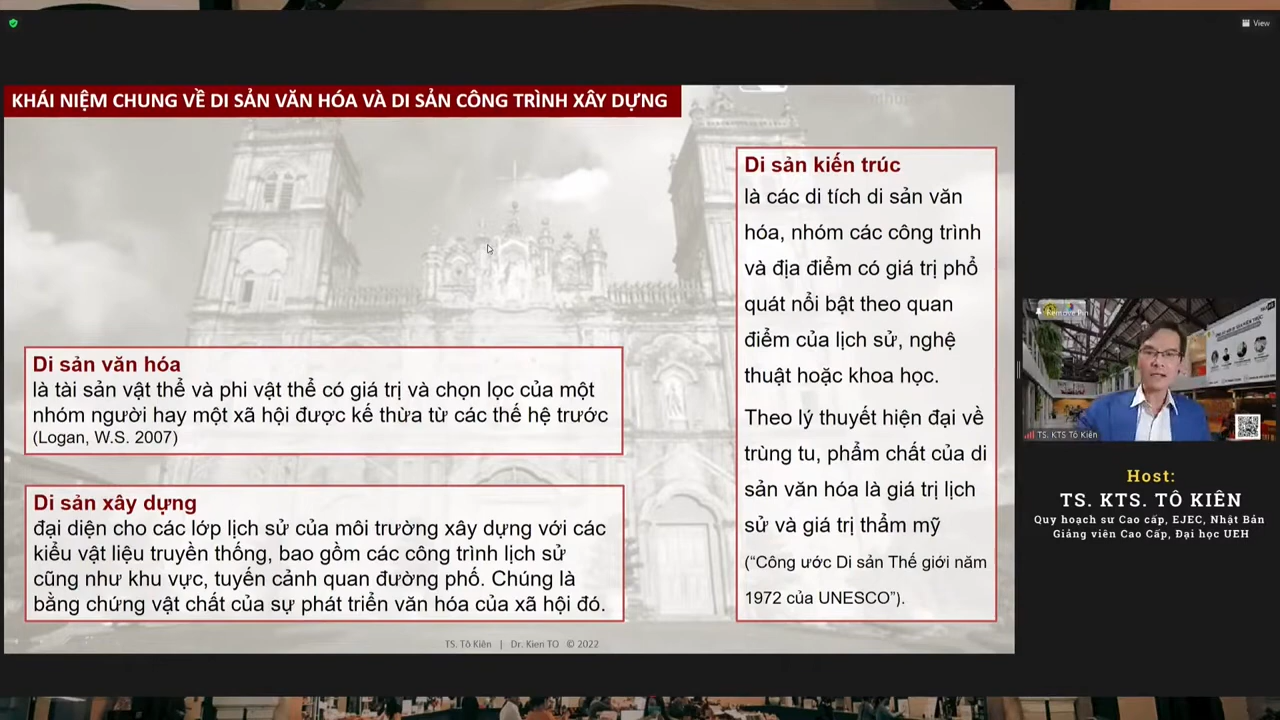 View
KHÁI NIỆM CHUNG VỀ DI SẢN VĂN HÓA VÀ DI SẢN CÔNG TRÌNH XÂY DỰNG
Di sản văn hóa
là tài sản vật thể và phi vật thể có giá trị và chọn lọc của một
nhóm người hay một xã hội được kế thừa từ các thế hệ trước
(Logan, W.S. 2007)
Di sản xây dựng
đại diện cho các lớp lịch sử của môi trường xây dựng với các
kiểu vật liệu truyền thống, bao gồm các công trình lịch sử
cũng như khu vực, tuyến cảnh quan đường phố. Chúng là
bằng chứng vật chất của sự phát triển văn hóa của xã hội đó.
Di sản kiến trúc
là các di tích di sản văn
hóa, nhóm các công trình
và địa điểm có giá trị phổ
quát nổi bật theo quan
điểm của lịch sử, nghệ
thuật hoặc khoa học.
Theo lý thuyết hiện đại về
trùng tu, phẩm chất của di
sản văn hóa là giá trị lịch
sử và giá trị thẩm mỹ
(“Công ước Di sản Thế giới năm
1972 của UNESCO”).
TS. Tô Kiên | Dr. Kien TO © 2022
Remove Pin
TS. KTS Tô Kiên
Host:
TS. KTS. TÔ KIÊN
Quy hoạch sư Cao cấp, EJEC, Nhật Bản
Giảng viên Cao Cấp, Đại học UEH